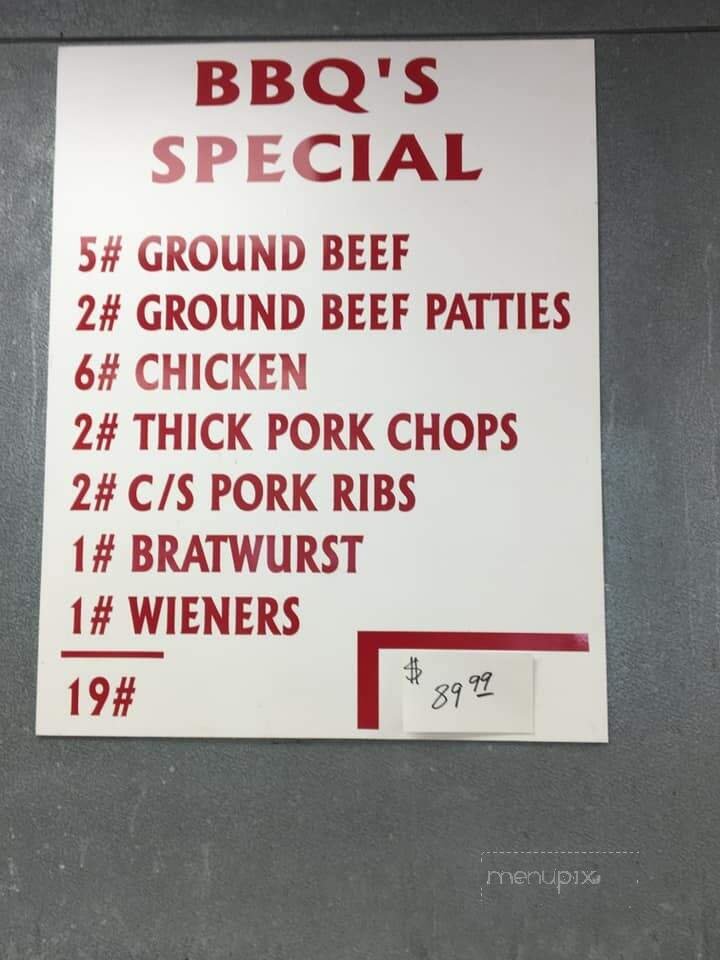 BBQ'S
SPECIAL
5# GROUND BEEF
2# GROUND BEEF PATTIES
6# CHICKEN
2# THICK PORK CHOPS
2# C/S PORK RIBS
1# BRATWURST
1# WIENERS
19#
$ 89 99
menupix